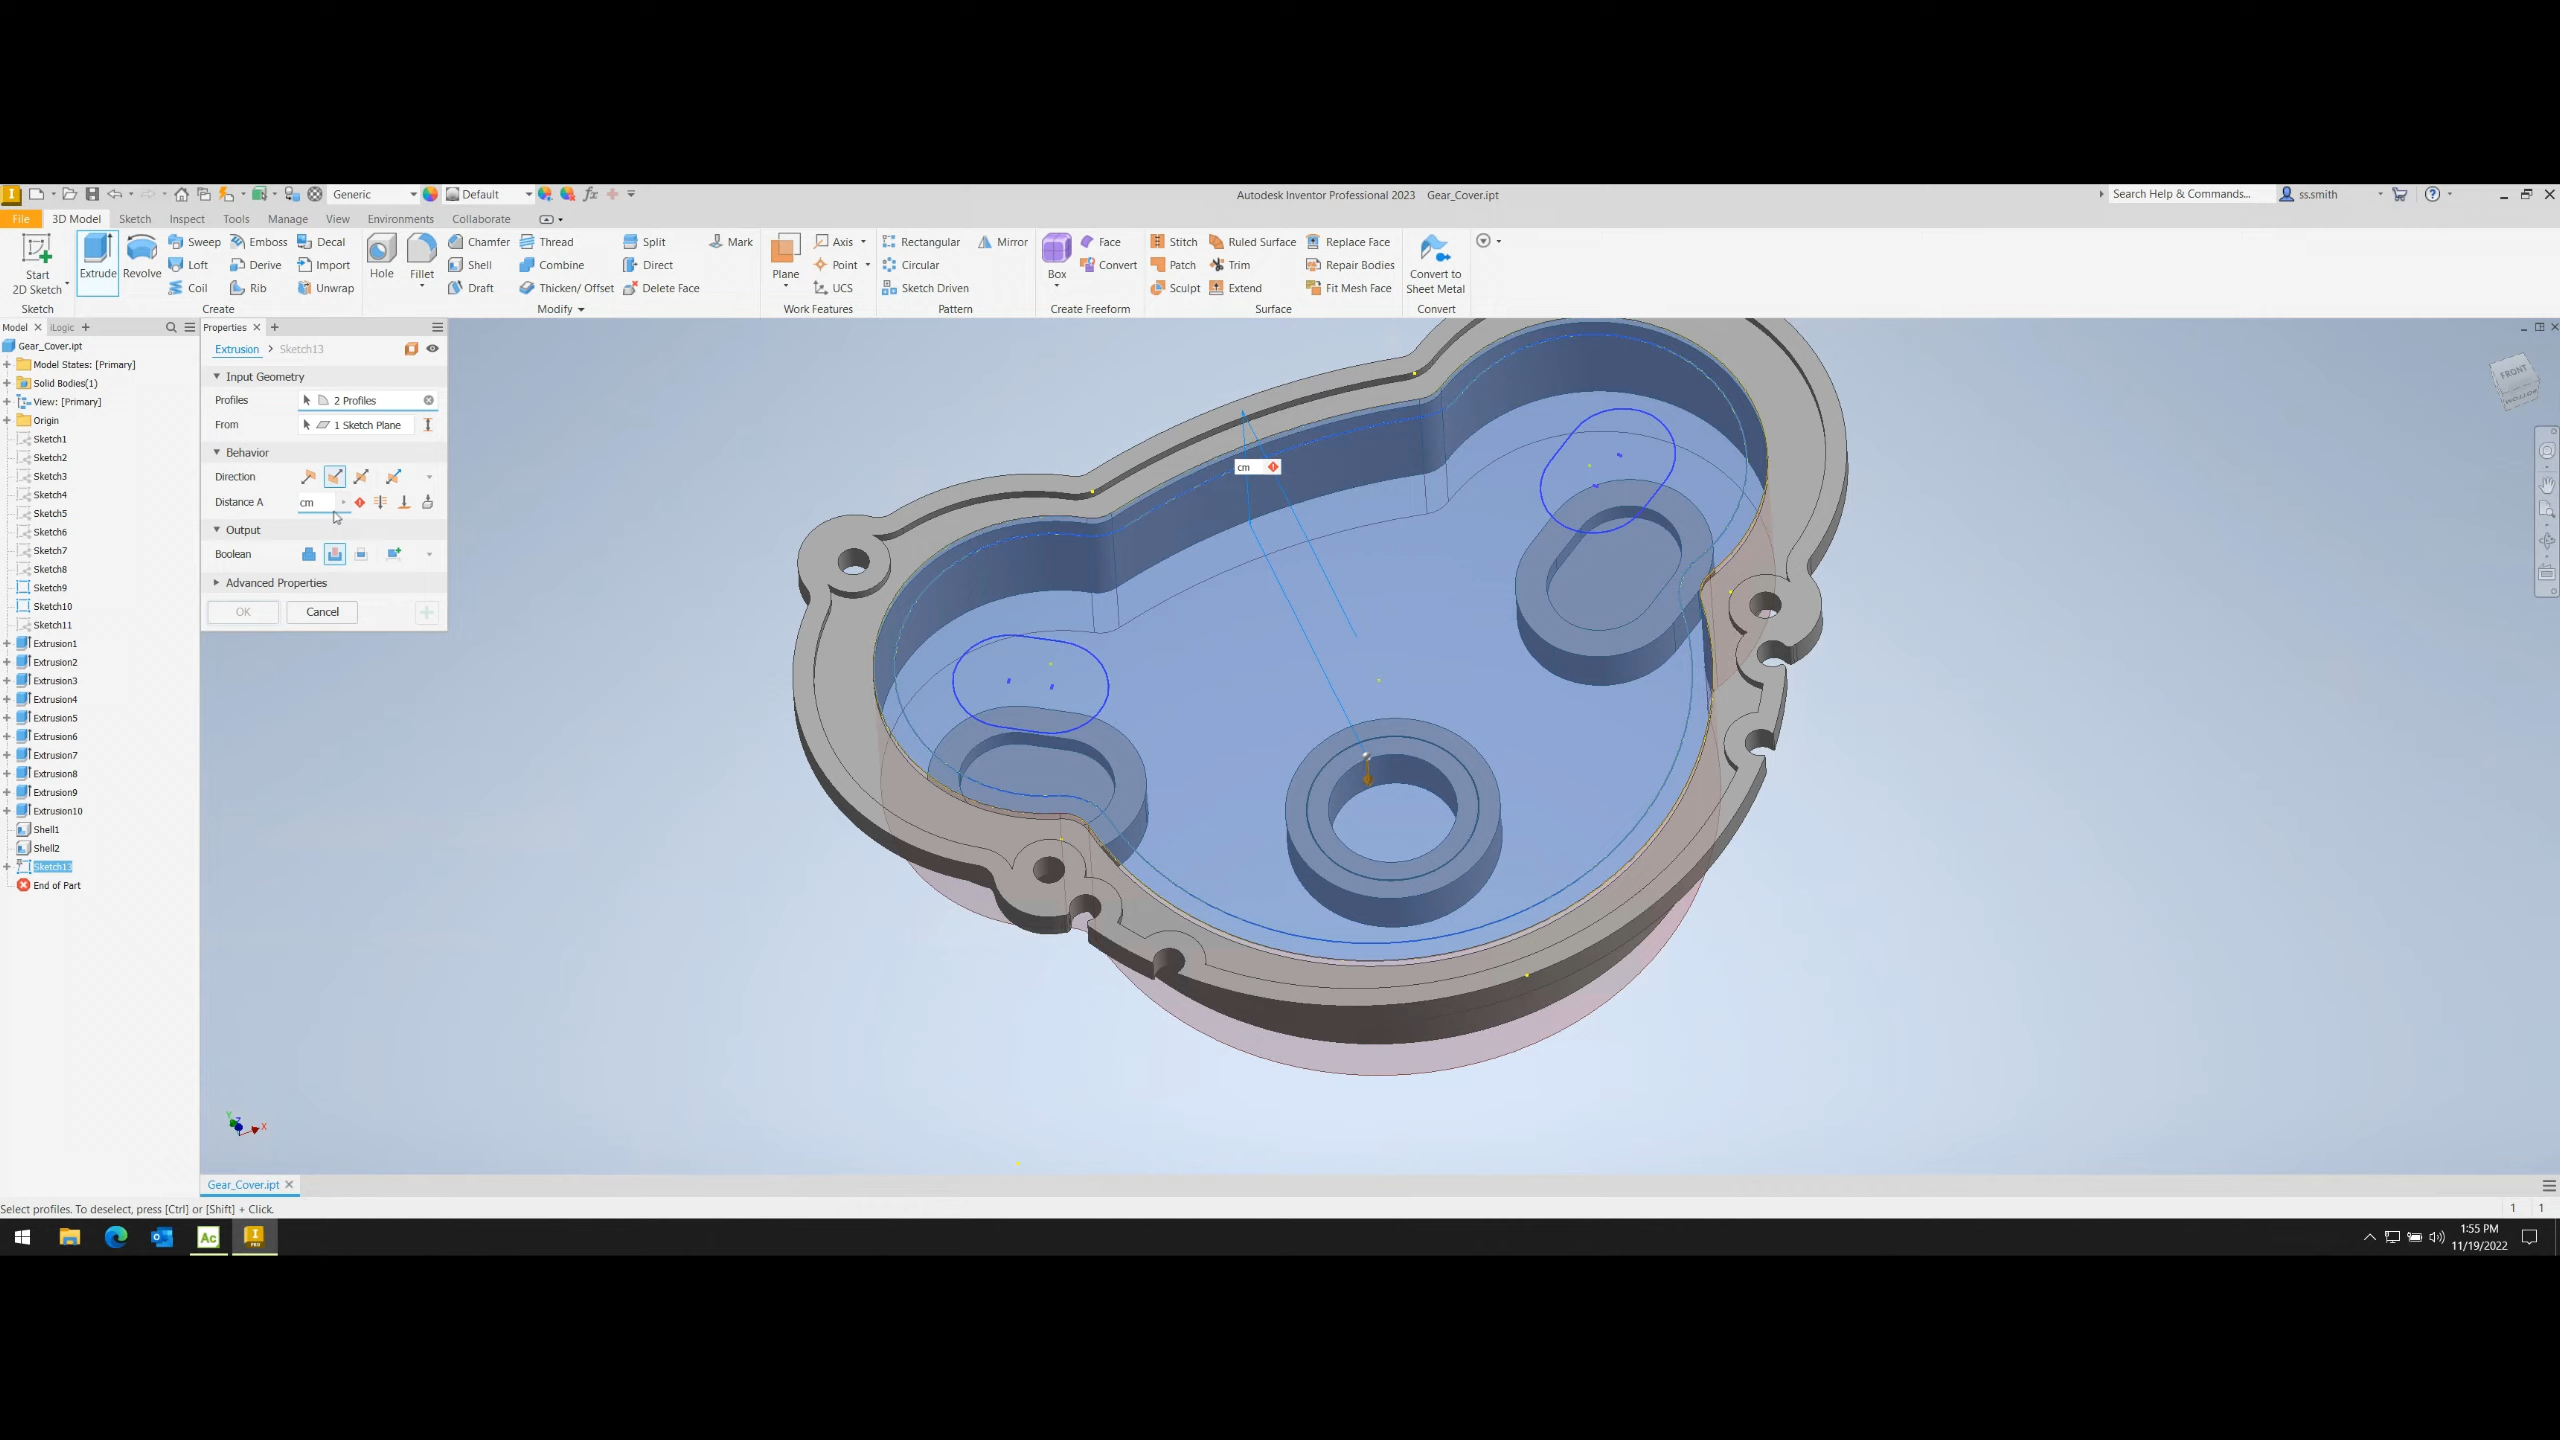 Generic Default Autodesk Inventor Professional 2023 Gear_Cover.ipt Search Help & Commands... ss.smith
File 3D Model Sketch Inspect Tools Manage View Environments Collaborate
Sweep Emboss Decal Chamfer Thread Split Mark Axis Rectangular Mirror Face Stitch Ruled Surface Replace Face
Start 2D Sketch Extrude Revolve Loft Derive Import Hole Fillet Shell Combine Direct Plane Point Circular Box Convert Patch Trim Repair Bodies Convert to Sheet Metal
Coil Rib Unwrap Draft Thicken/ Offset Delete Face UCS Sketch Driven Sculpt Extend Fit Mesh Face
Sketch Create Modify Work Features Pattern Create Freeform Surface Convert
Model iLogic +
Gear_Cover.ipt
Model States: [Primary]
Solid Bodies(1)
View: [Primary]
Origin
Sketch1
Sketch2
Sketch3
Sketch4
Sketch5
Sketch6
Sketch7
Sketch8
Sketch9
Sketch10
Sketch11
Extrusion1
Extrusion2
Extrusion3
Extrusion4
Extrusion5
Extrusion6
Extrusion7
Extrusion8
Extrusion9
Extrusion10
Shell1
Shell2
Sketch13
End of Part
Properties +
Extrusion > Sketch13
Input Geometry
Profiles 2 Profiles
From 1 Sketch Plane
Behavior
Direction
Distance A cm
Output
Boolean
Advanced Properties
OK Cancel
cm
FRONT
Y Z X
Gear_Cover.ipt
Select profiles. To deselect, press [Ctrl] or [Shift] + Click. 1 1
Ac I PRO 1:55 PM
11/19/2022